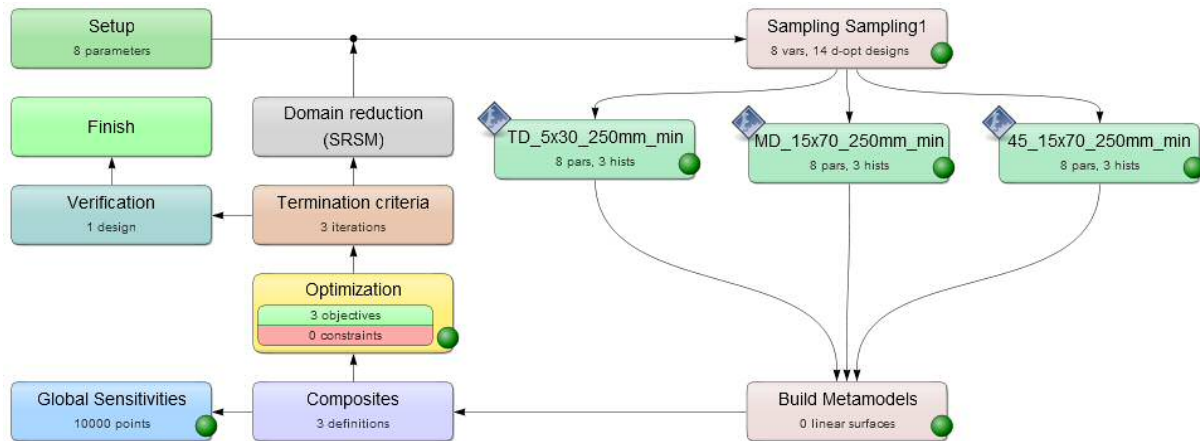 Setup
8 parameters
Sampling Sampling1
8 vars, 14 d-opt designs
Finish
Domain reduction
(SRSM)
TD_5x30_250mm_min
8 pars, 3 hists
MD_15x70_250mm_min
8 pars, 3 hists
45_15x70_250mm_min
8 pars, 3 hists
Verification
1 design
Termination criteria
3 iterations
Optimization
3 objectives
0 constraints
Global Sensitivities
10000 points
Composites
3 definitions
Build Metamodels
0 linear surfaces